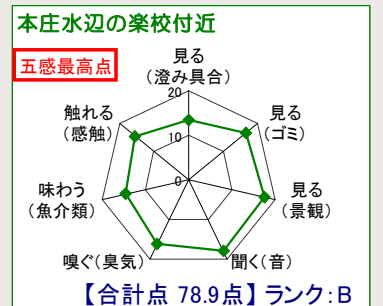 本庄水辺の楽校付近
五感最高点
見る
(澄み具合)
20
10
0
見る
(ゴミ)
見る
(景観)
聞く(音)
嗅ぐ(臭気)
味わう
(魚介類)
触れる
(感触)
【合計点 78.9点】ランク:B